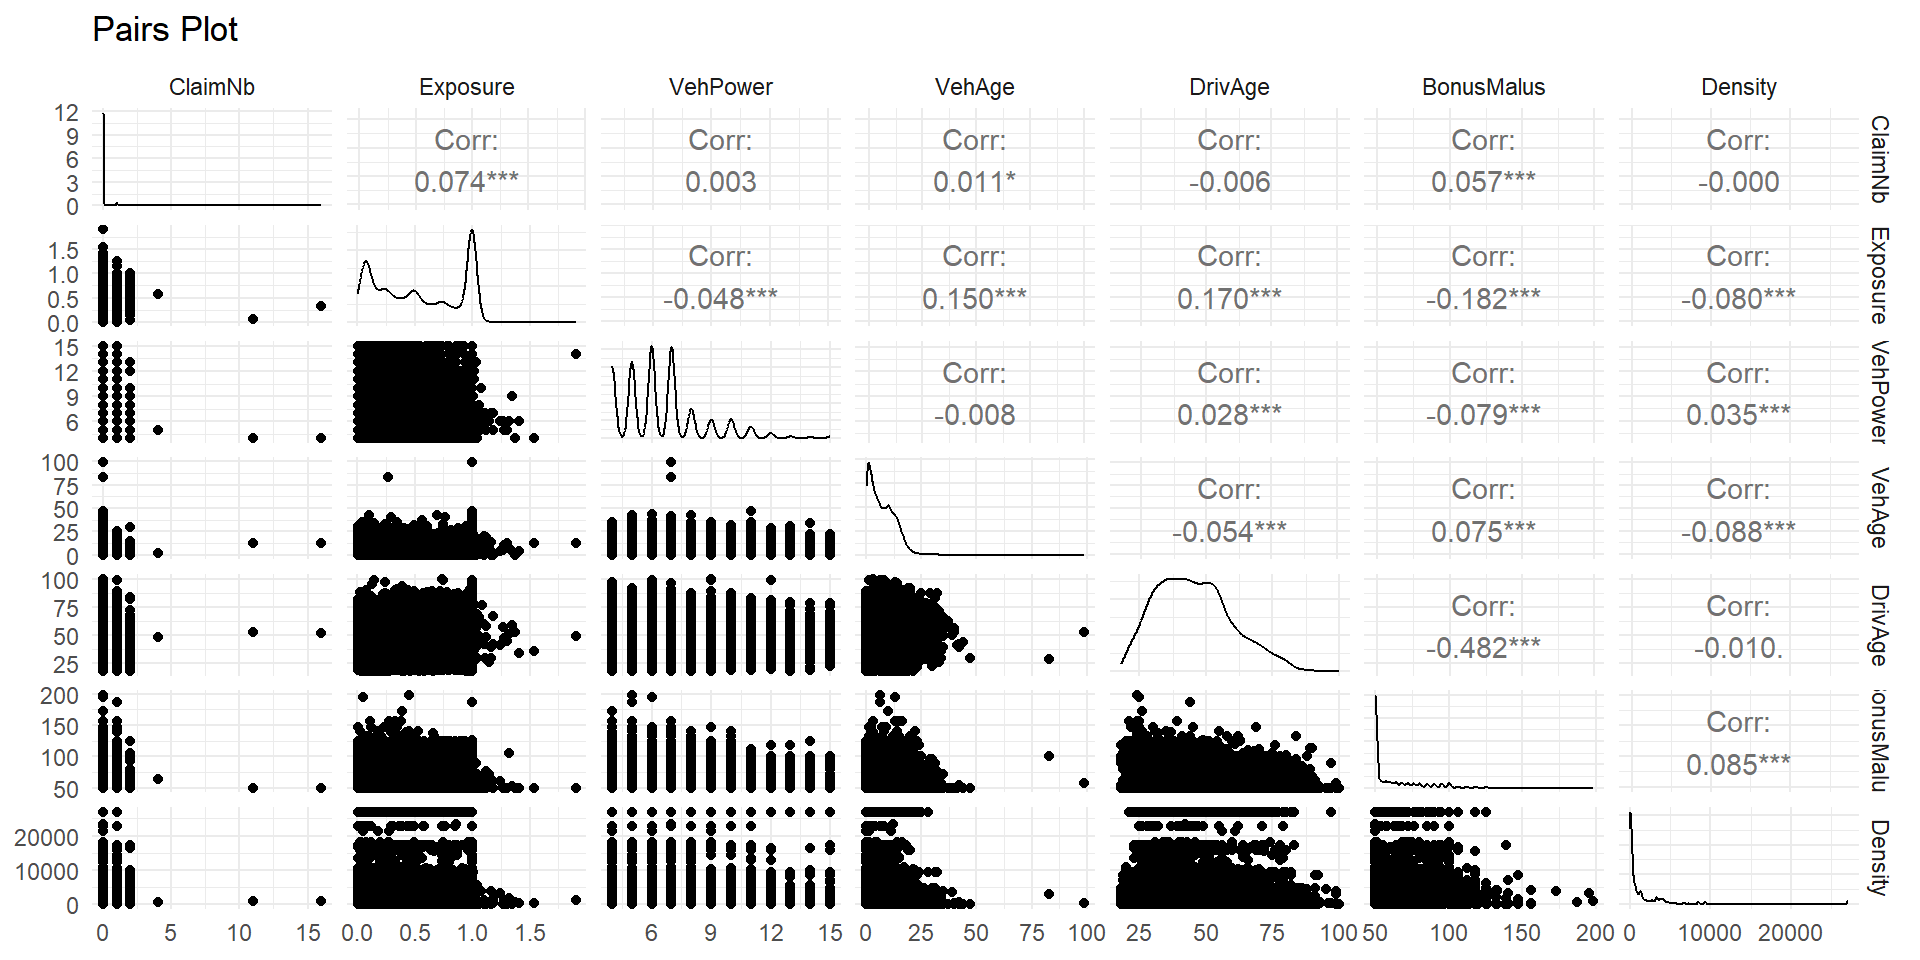 Pairs Plot
ClaimNb Exposure VehPower VehAge DrivAge BonusMalus Density
12
9
6
3
0
Corr: Corr: Corr: Corr: Corr: Corr:
0.074*** 0.003 0.011* -0.006 0.057*** -0.000
ClaimNb
1.5
1.0
0.5
0.0
Corr: Corr: Corr: Corr: Corr:
-0.048*** 0.150*** 0.170*** -0.182*** -0.080***
Exposure
15
12
9
6
Corr: Corr: Corr: Corr:
-0.008 0.028*** -0.079*** 0.035***
VehPower
100
75
50
25
0
Corr: Corr: Corr:
-0.054*** 0.075*** -0.088***
VehAge
100
75
50
25
Corr: Corr:
-0.482*** -0.010.
DrivAge
200
150
100
50
Corr:
0.085***
onusMalu
20000
10000
0
Density
0 5 10 15 0.0 0.5 1.0 1.5 6 9 12 15 0 25 50 75 100 25 50 75 100 50 100 150 200 0 10000 20000